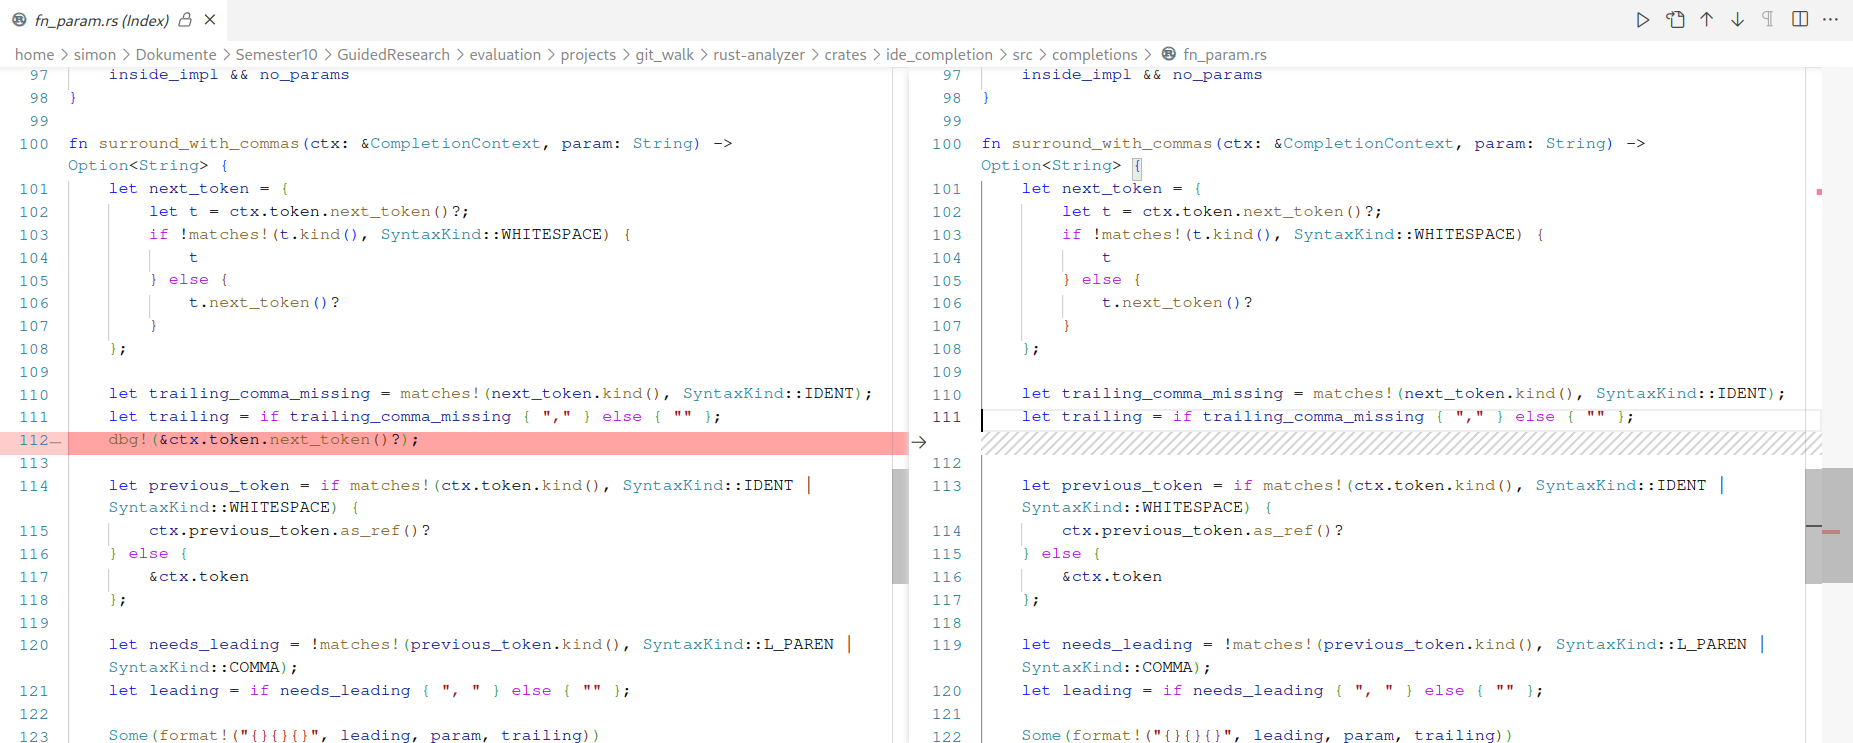 fn_param.rs (Index)
home > simon > Dokumente > Semester10 > GuidedResearch > evaluation > projects > git_walk > rust-analyzer > crates > ide_completion > src > completions > fn_param.rs
97     inside_impl && no_params
98 }
99
100 fn surround_with_commas(ctx: &CompletionContext, param: String) ->
Option<String> {
101     let next_token = {
102         let t = ctx.token.next_token()?;
103         if !matches!(t.kind(), SyntaxKind::WHITESPACE) {
104             t
105         } else {
106             t.next_token()?
107         }
108     };
109
110     let trailing_comma_missing = matches!(next_token.kind(), SyntaxKind::IDENT);
111     let trailing = if trailing_comma_missing { "," } else { "" };
112—     dbg!(&ctx.token.next_token()?);
113
114     let previous_token = if matches!(ctx.token.kind(), SyntaxKind::IDENT |
    SyntaxKind::WHITESPACE) {
115         ctx.previous_token.as_ref()?
116     } else {
117         &ctx.token
118     };
119
120     let needs_leading = !matches!(previous_token.kind(), SyntaxKind::L_PAREN |
    SyntaxKind::COMMA);
121     let leading = if needs_leading { ", " } else { "" };
122
123     Some(format!("{}{}{}", leading, param, trailing))
97     inside_impl && no_params
98 }
99
100 fn surround_with_commas(ctx: &CompletionContext, param: String) ->
Option<String> {
101     let next_token = {
102         let t = ctx.token.next_token()?;
103         if !matches!(t.kind(), SyntaxKind::WHITESPACE) {
104             t
105         } else {
106             t.next_token()?
107         }
108     };
109
110     let trailing_comma_missing = matches!(next_token.kind(), SyntaxKind::IDENT);
111     let trailing = if trailing_comma_missing { "," } else { "" };
112
113     let previous_token = if matches!(ctx.token.kind(), SyntaxKind::IDENT |
    SyntaxKind::WHITESPACE) {
114         ctx.previous_token.as_ref()?
115     } else {
116         &ctx.token
117     };
118
119     let needs_leading = !matches!(previous_token.kind(), SyntaxKind::L_PAREN |
    SyntaxKind::COMMA);
120     let leading = if needs_leading { ", " } else { "" };
121
122     Some(format!("{}{}{}", leading, param, trailing))